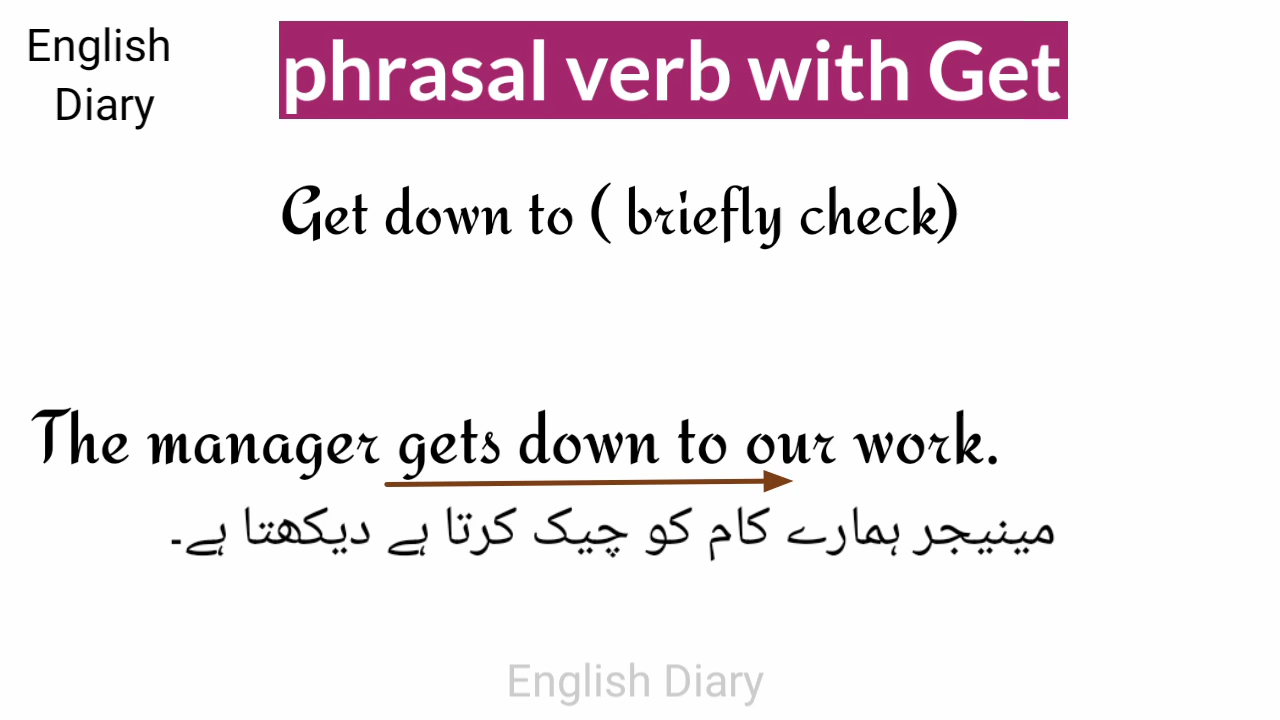 English
Diary
phrasal verb with Get
Get down to ( briefly check)
The manager gets down to our work.
مینیجر ہمارے کام کو چیک کرتا ہے دیکھتا ہے۔
English Diary